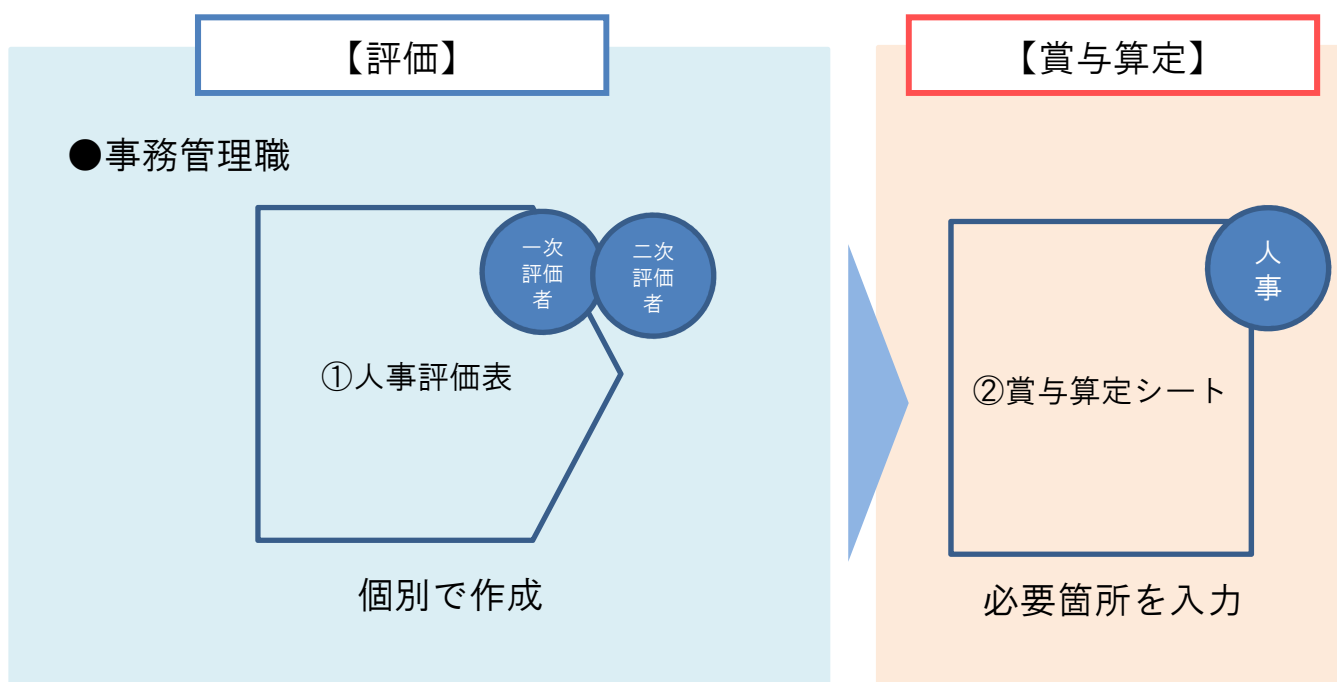 【評価】
【賞与算定】
●事務管理職
一次
評価
者
二次
評価
者
人
事
①人事評価表
②賞与算定シート
個別で作成
必要箇所を入力